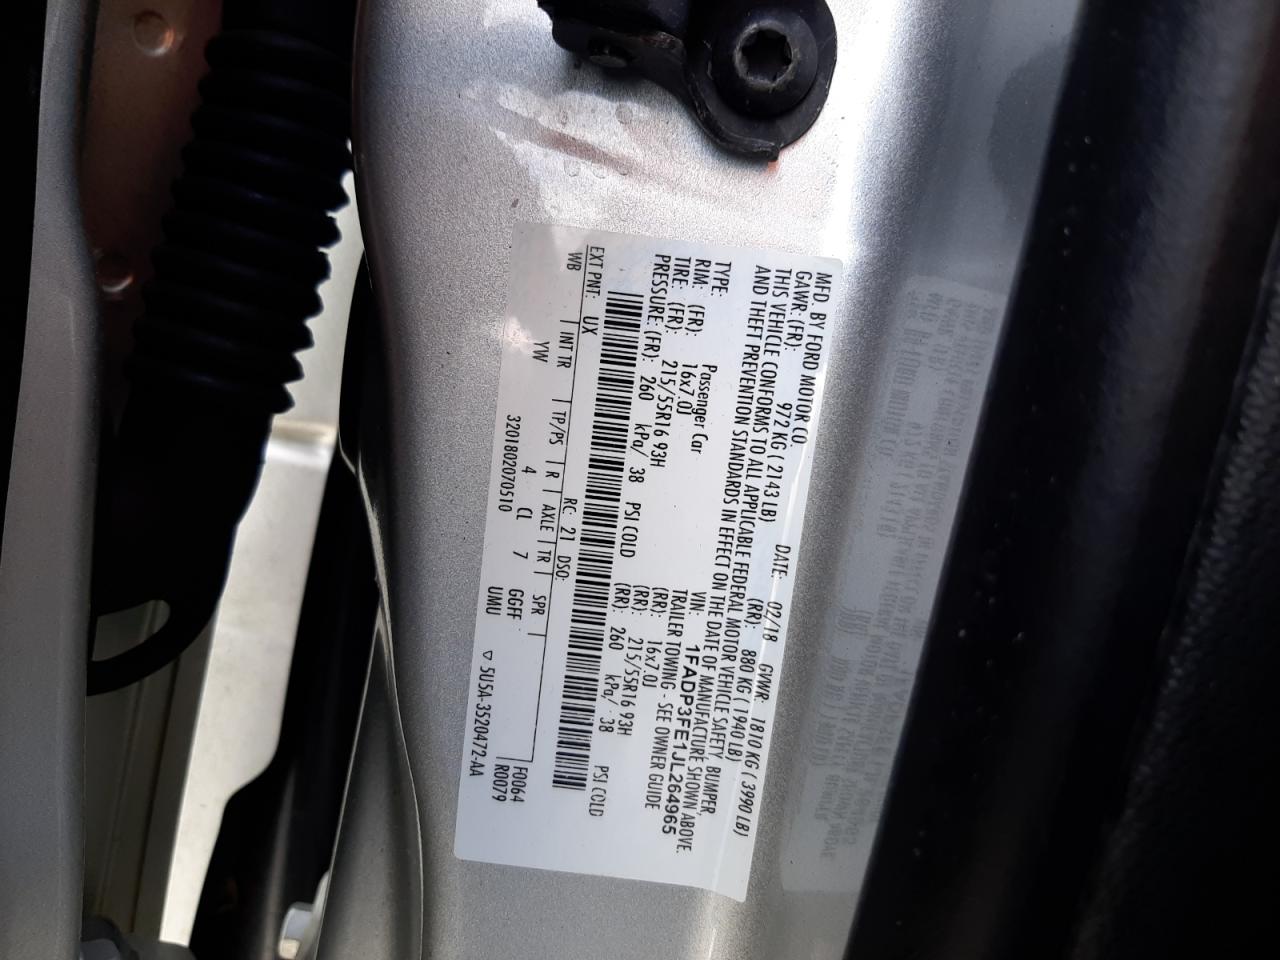 MFD. BY FORD MOTOR CO.
DATE: 02/18 GVWR: 1810 KG ( 3990 LB)
GAWR: (FR): 972 KG ( 2143 LB) (RR): 880 KG ( 1940 LB)
THIS VEHICLE CONFORMS TO ALL APPLICABLE FEDERAL MOTOR VEHICLE SAFETY, BUMPER,
AND THEFT PREVENTION STANDARDS IN EFFECT ON THE DATE OF MANUFACTURE SHOWN ABOVE.
VIN: 1FADP3FE1JL264965
TYPE: Passenger Car TRAILER TOWING - SEE OWNER GUIDE
RIM: (FR): 16x7.0J (RR): 16x7.0J
TIRE: (FR): 215/55R16 93H (RR): 215/55R16 93H
PRESSURE: (FR): 260 kPa/ 38 PSI COLD (RR): 260 kPa/ 38 PSI COLD
EXT PNT: UX RC: 21 DSO:
WB INT TR TP/PS R AXLE TR SPR F0064
YW 4 CL 7 GGFF R0079
3201802070510 UMU
▽ 5U5A-3520472-AA